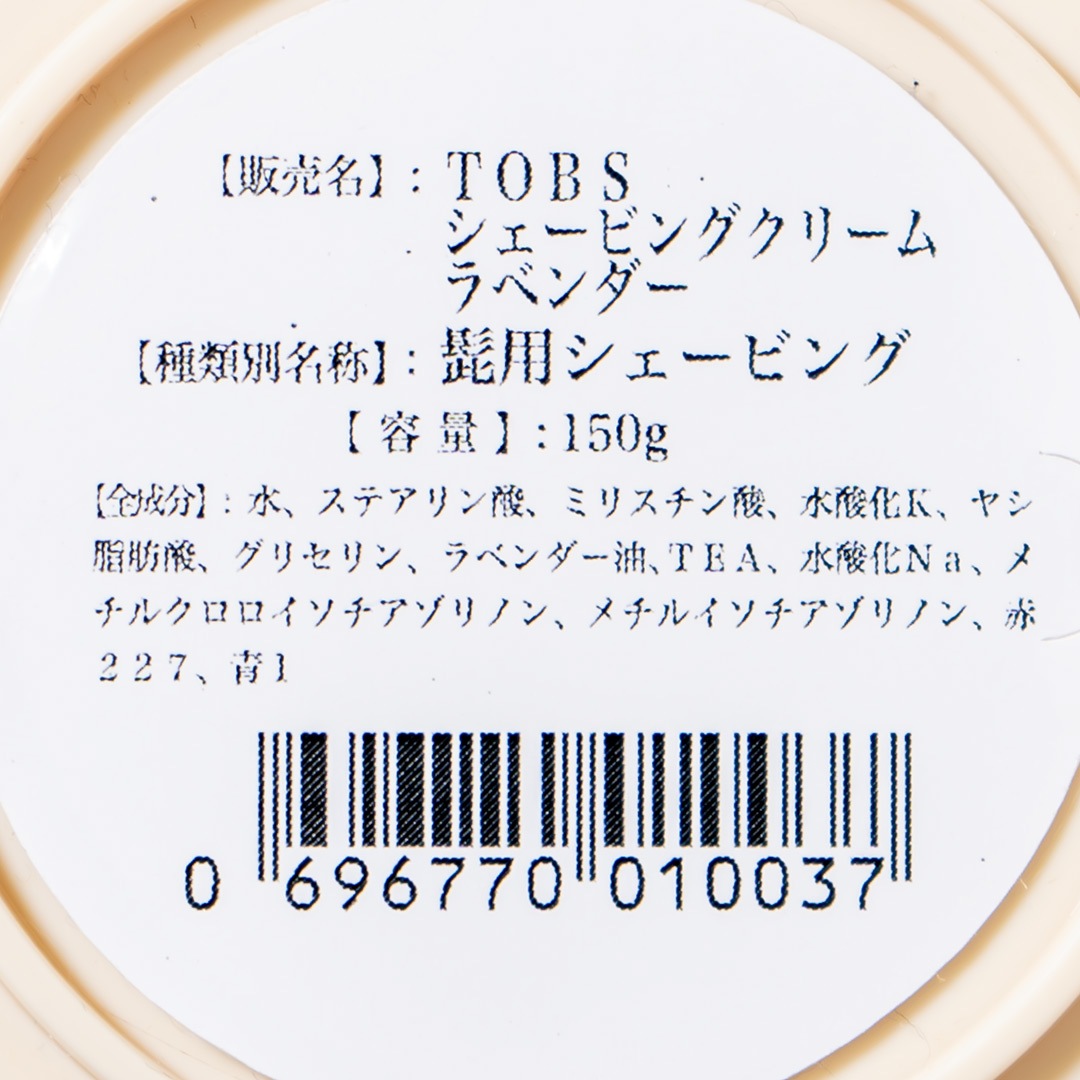 【販売名】：ＴＯＢＳ
シェービングクリーム
ラベンダー
【種類別名称】：髭用シェービング
【容量】：150g
【全成分】：水、ステアリン酸、ミリスチン酸、水酸化Ｋ、ヤシ
脂肪酸、グリセリン、ラベンダー油、ＴＥＡ、水酸化Ｎａ、メ
チルクロロイソチアゾリノン、メチルイソチアゾリノン、赤
２２７、青１
0 696770 010037